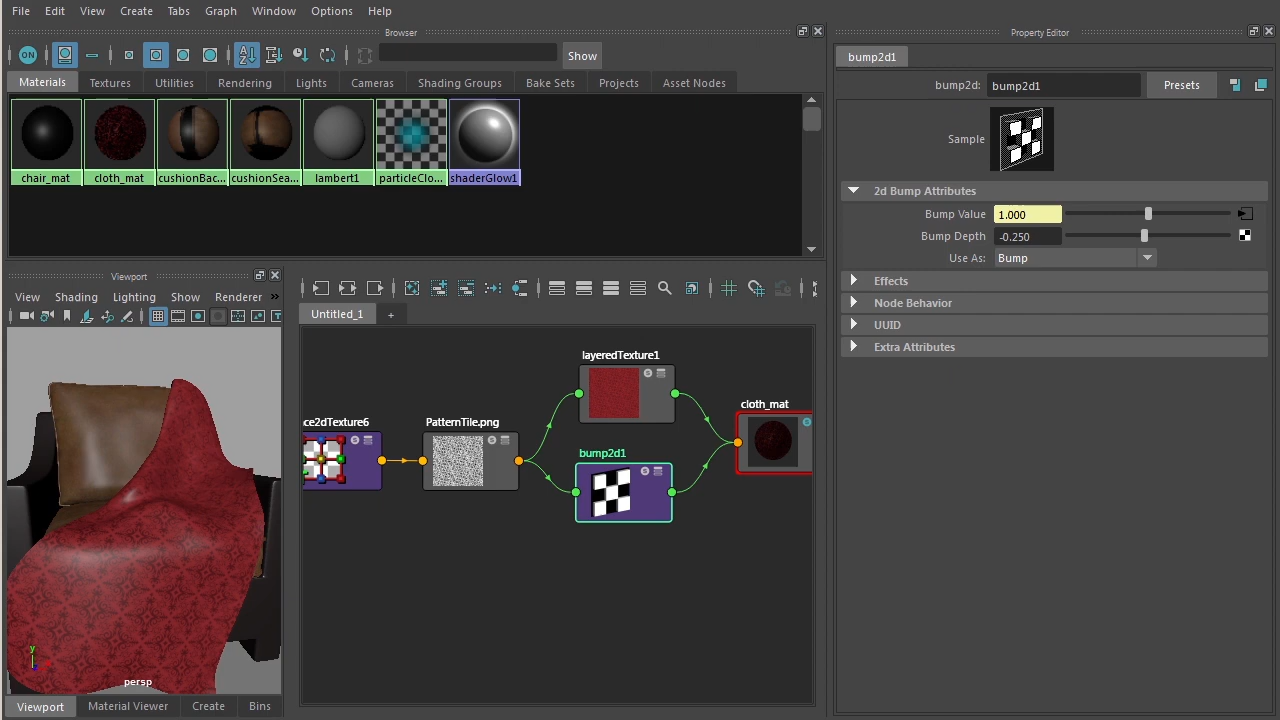 File Edit View Create Tabs Graph Window Options Help
Browser
ON
Show
Materials Textures Utilities Rendering Lights Cameras Shading Groups Bake Sets Projects Asset Nodes
chair_mat cloth_mat cushionBac... cushionSea... lambert1 particleClo... shaderGlow1
Viewport
View Shading Lighting Show Renderer »
Untitled_1 +
layeredTexture1
cloth_mat
ce2dTexture6 PatternTile.png
bump2d1
y
persp
Viewport Material Viewer Create Bins
Property Editor
bump2d1
bump2d: bump2d1 Presets
Sample
2d Bump Attributes
Bump Value 1.000
Bump Depth -0.250
Use As: Bump
Effects
Node Behavior
UUID
Extra Attributes